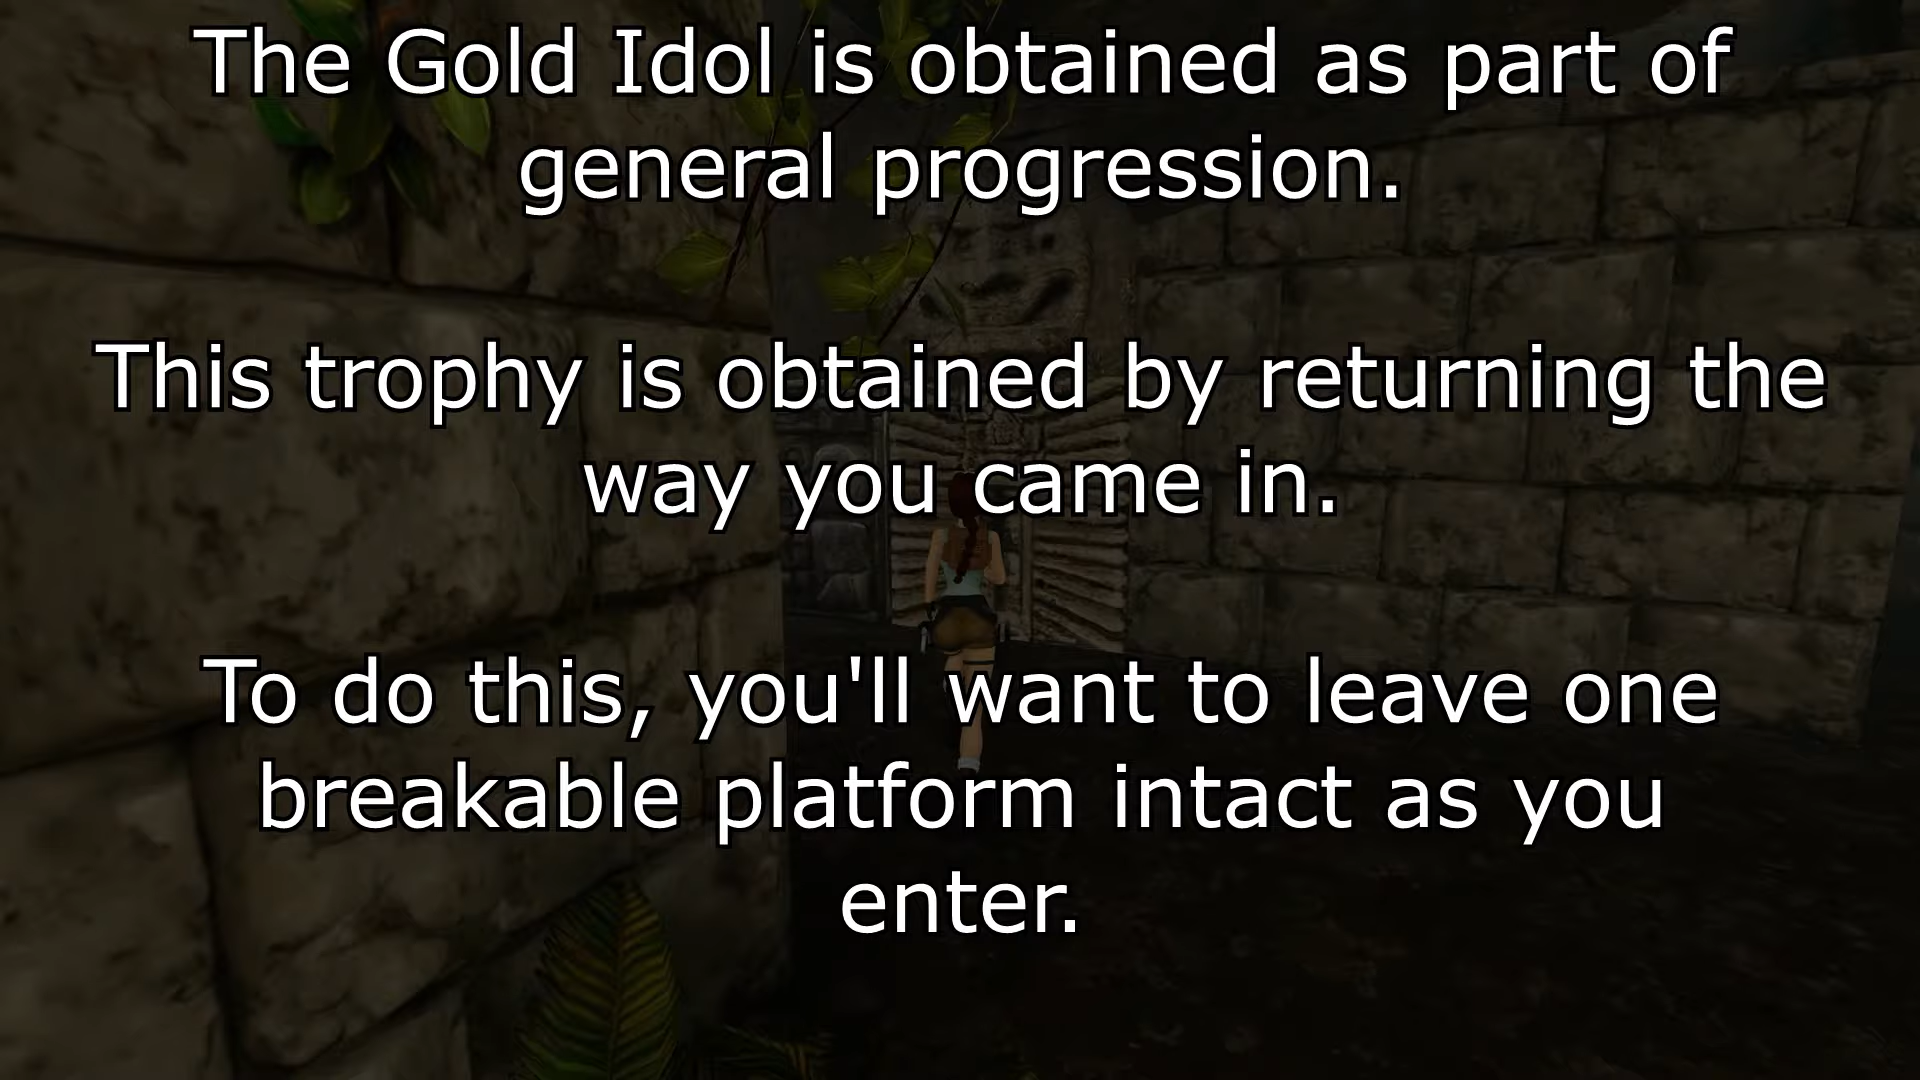 The Gold Idol is obtained as part of
general progression.
This trophy is obtained by returning the
way you came in.
To do this, you'll want to leave one
breakable platform intact as you
enter.